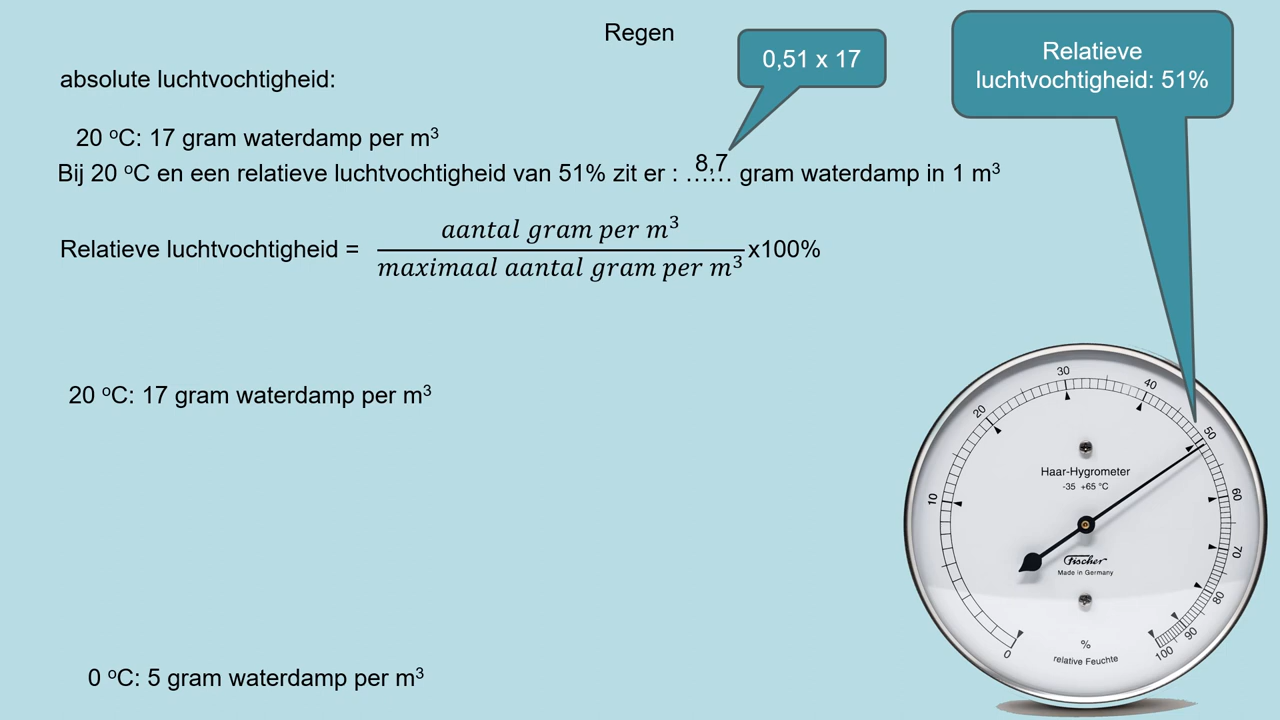 Regen
0,51 x 17
Relatieve
luchtvochtigheid: 51%
absolute luchtvochtigheid:
20 ºC: 17 gram waterdamp per m³
8,7
Bij 20 ºC en een relatieve luchtvochtigheid van 51% zit er : …… gram waterdamp in 1 m³
Relatieve luchtvochtigheid = aantal gram per m³ / maximaal aantal gram per m³ x100%
20 ºC: 17 gram waterdamp per m³
0 10 20 30 40 50 60 70 80 90 100
Haar-Hygrometer
-35 +65 °C
Fischer
Made in Germany
%
relative Feuchte
0 ºC: 5 gram waterdamp per m³